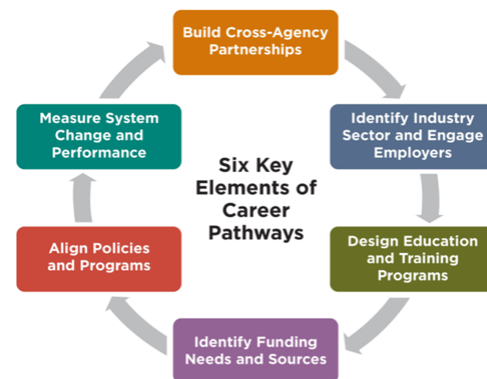 Build Cross-Agency
Partnerships
Identify Industry
Sector and Engage
Employers
Design Education
and Training
Programs
Identify Funding
Needs and Sources
Align Policies
and Programs
Measure System
Change and
Performance
Six Key
Elements of
Career
Pathways